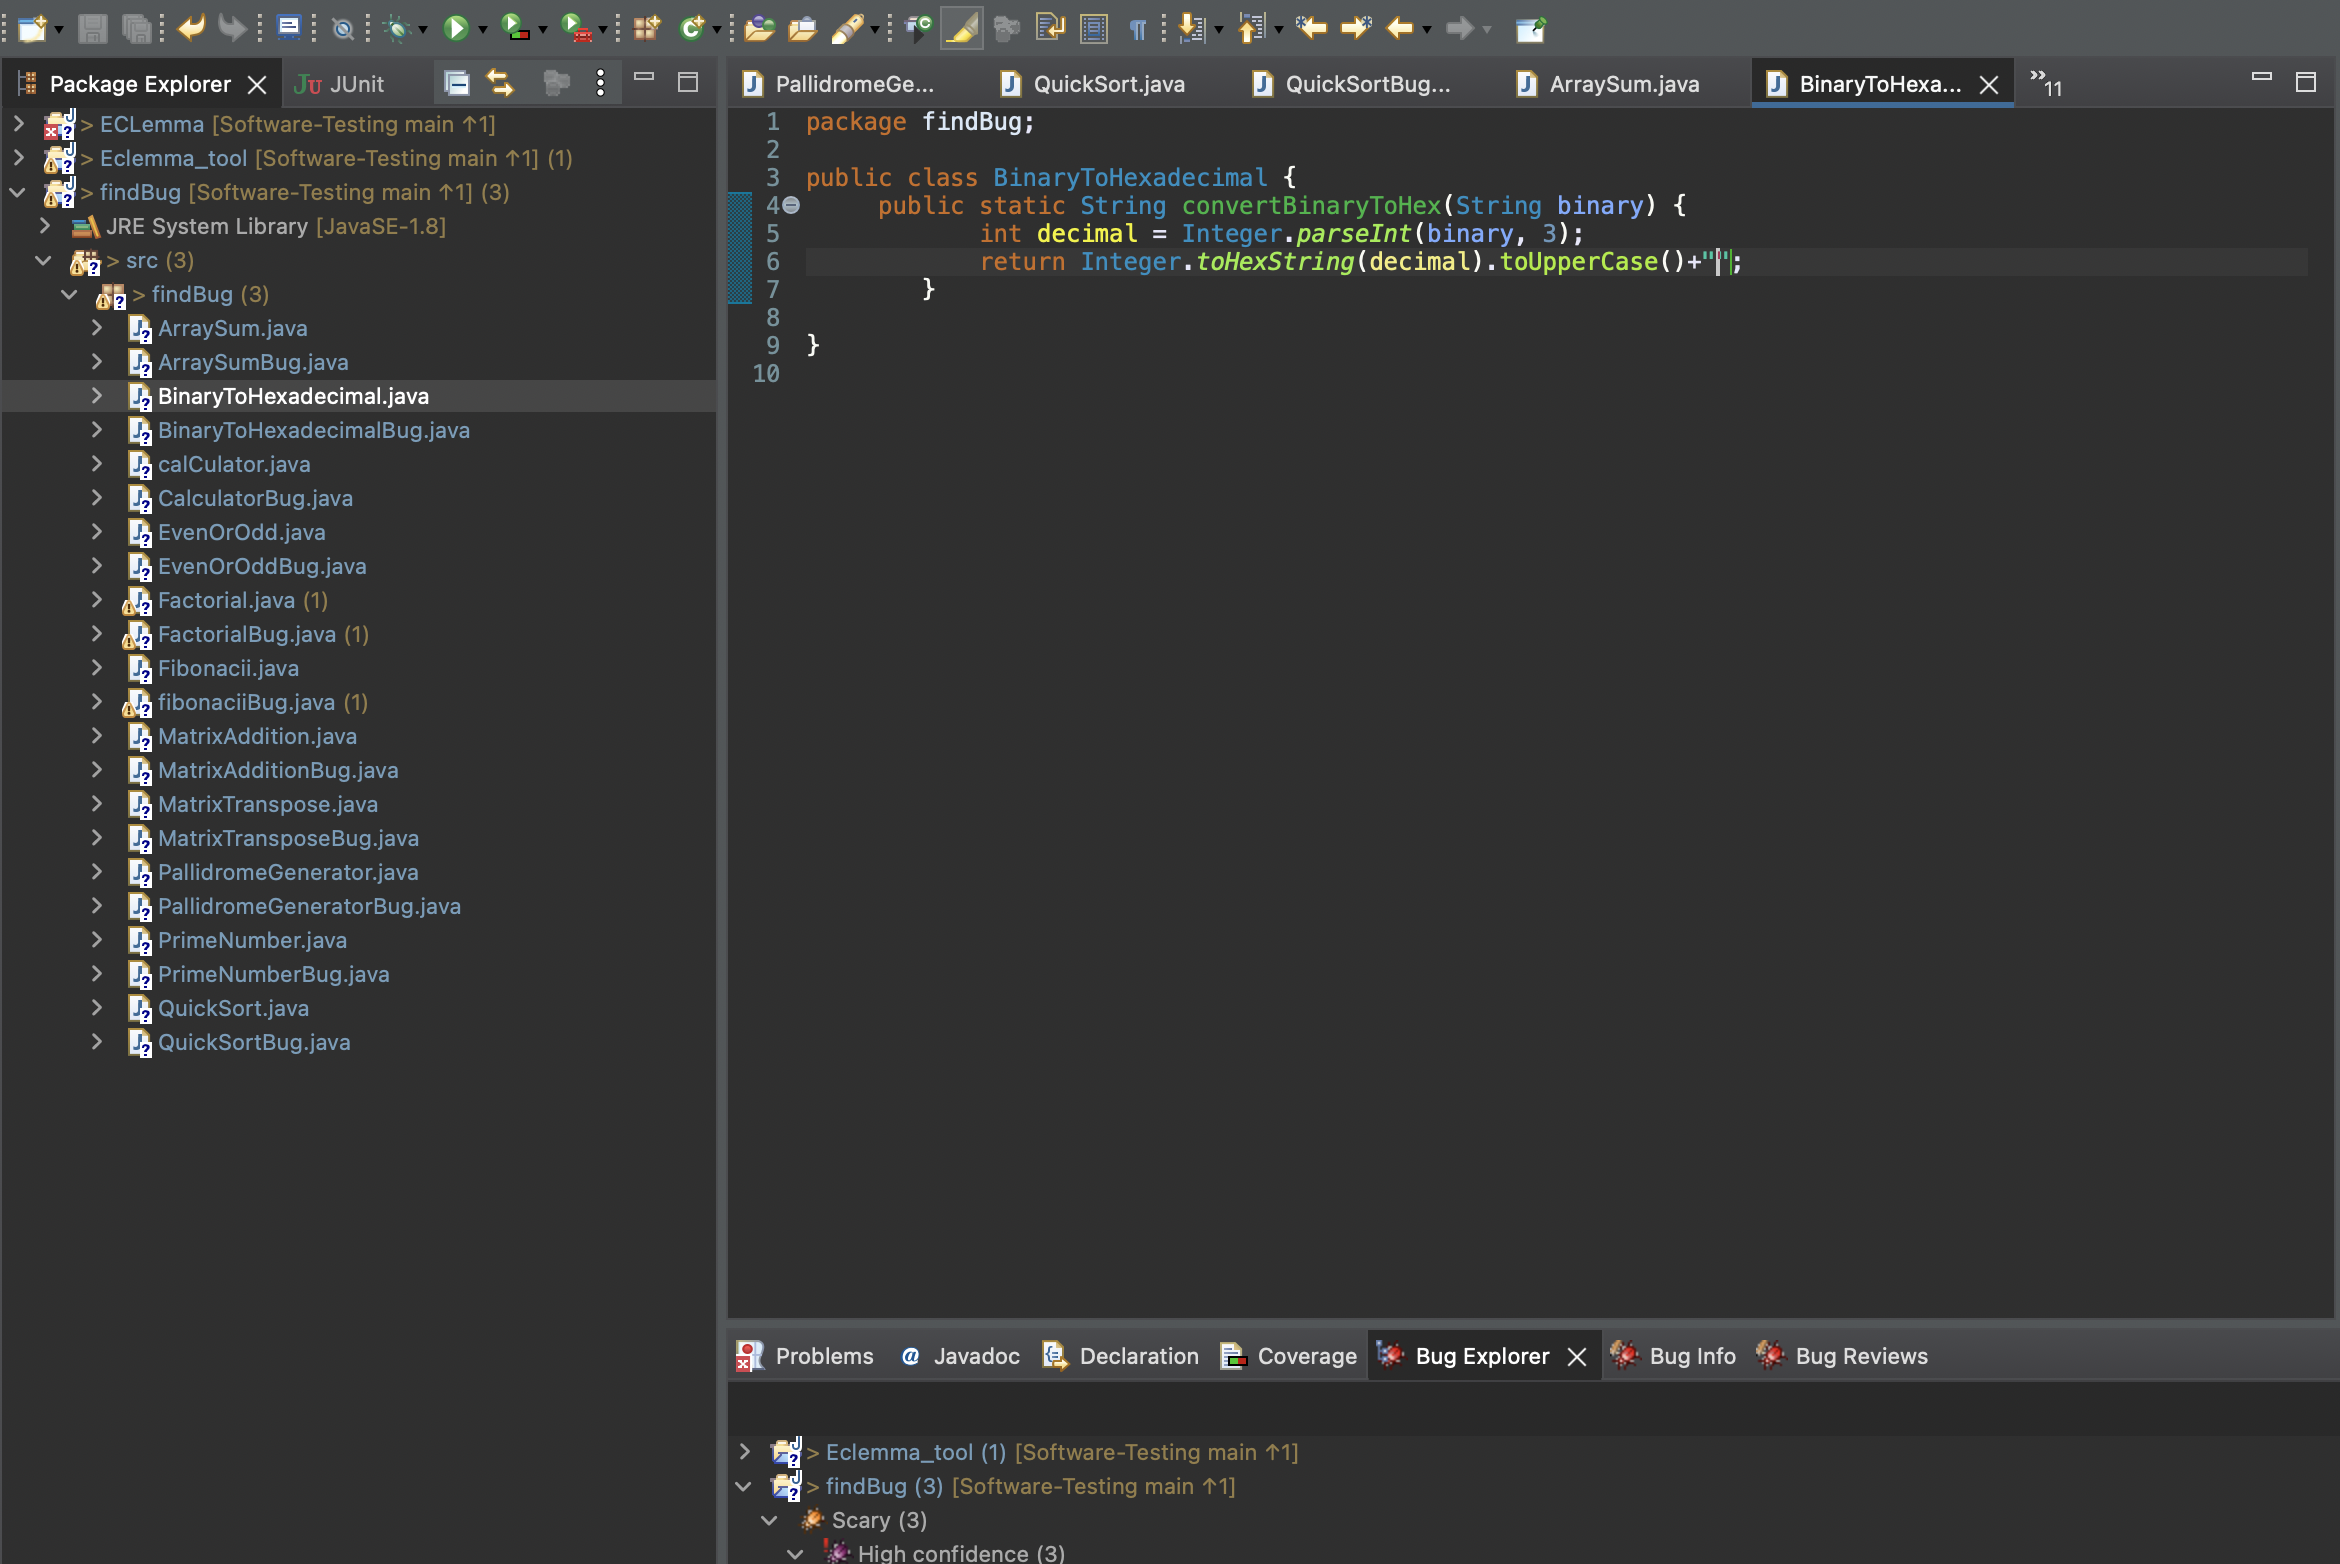 Package Explorer JUnit
> ECLemma [Software-Testing main ↑1]
> Eclemma_tool [Software-Testing main ↑1] (1)
> findBug [Software-Testing main ↑1] (3)
JRE System Library [JavaSE-1.8]
> src (3)
> findBug (3)
ArraySum.java
ArraySumBug.java
BinaryToHexadecimal.java
BinaryToHexadecimalBug.java
calCulator.java
CalculatorBug.java
EvenOrOdd.java
EvenOrOddBug.java
Factorial.java (1)
FactorialBug.java (1)
Fibonacii.java
fibonaciiBug.java (1)
MatrixAddition.java
MatrixAdditionBug.java
MatrixTranspose.java
MatrixTransposeBug.java
PallidromeGenerator.java
PallidromeGeneratorBug.java
PrimeNumber.java
PrimeNumberBug.java
QuickSort.java
QuickSortBug.java
PallidromeGe... QuickSort.java QuickSortBug... ArraySum.java BinaryToHexa... »11
1 package findBug;
2
3 public class BinaryToHexadecimal {
4 public static String convertBinaryToHex(String binary) {
5 int decimal = Integer.parseInt(binary, 3);
6 return Integer.toHexString(decimal).toUpperCase()+"";
7 }
8
9 }
10
Problems @ Javadoc Declaration Coverage Bug Explorer Bug Info Bug Reviews
> Eclemma_tool (1) [Software-Testing main ↑1]
> findBug (3) [Software-Testing main ↑1]
Scary (3)
High confidence (3)